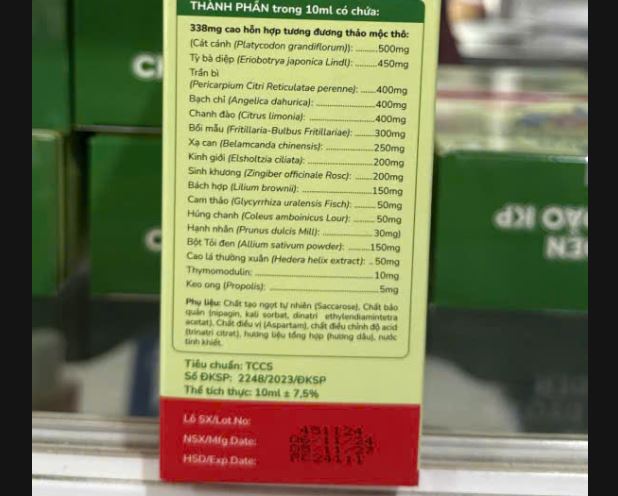 THÀNH PHẦN trong 10ml có chứa:
338mg cao hỗn hợp tương đương thảo mộc thô:
(Cát cánh (Platycodon grandiflorum)): ..........500mg
Tỳ bà diệp (Eriobotrya japonica Lindl): ........450mg
Trần bì
(Pericarpium Citri Reticulatae perenne): ......400mg
Bạch chỉ (Angelica dahurica): ......................400mg
Chanh đào (Citrus limonia): .........................400mg
Bối mẫu (Fritillaria-Bulbus Fritillariae): .........300mg
Xạ can (Belamcanda chinensis): ..................250mg
Kinh giới (Elsholtzia ciliata): .........................200mg
Sinh khương (Zingiber officinale Rosc): .......200mg
Bách hợp (Lilium brownii): ...........................150mg
Cam thảo (Glycyrrhiza uralensis Fisch): ........50mg
Húng chanh (Coleus amboinicus Lour): ........50mg
Hạnh nhân (Prunus dulcis Mill): ...................30mg)
Bột Tỏi đen (Allium sativum powder): .........150mg
Cao lá thường xuân (Hedera helix extract): ..50mg
Thymomodulin: ............................................10mg
Keo ong (Propolis): ........................................5mg
Phụ liệu: Chất tạo ngọt tự nhiên (Saccarose), Chất bảo
quản (nipagin, kali sorbat, dinatri ethylendiamintetra
acetat), Chất điều vị (Aspartam), chất điều chỉnh độ acid
(trinatri citrat), hương liệu tổng hợp (hương dâu), nước
tinh khiết.
Tiêu chuẩn: TCCS
Số ĐKSP: 2248/2023/ĐKSP
Thể tích thực: 10ml ± 7,5%
Lô SX/Lot No:
NSX/Mfg Date:
HSD/Exp Date: